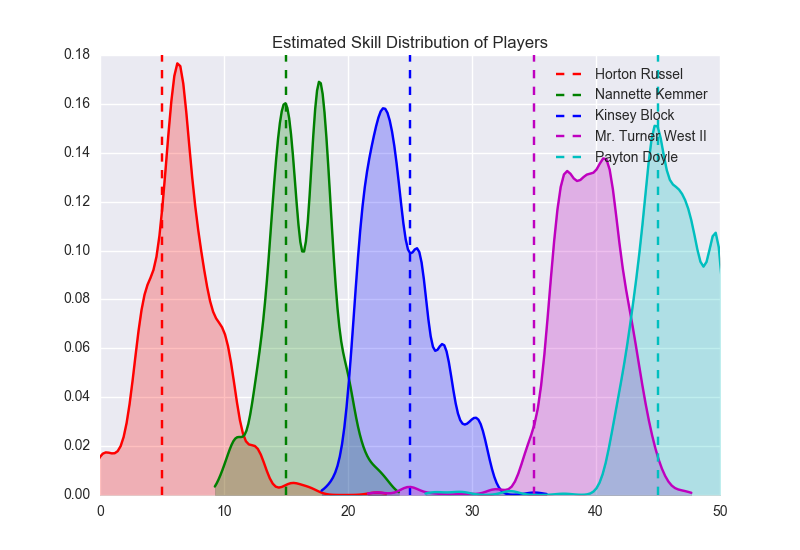 Estimated Skill Distribution of Players
0.18
0.16
0.14
0.12
0.10
0.08
0.06
0.04
0.02
0.00
0 10 20 30 40 50
Horton Russel
Nannette Kemmer
Kinsey Block
Mr. Turner West II
Payton Doyle